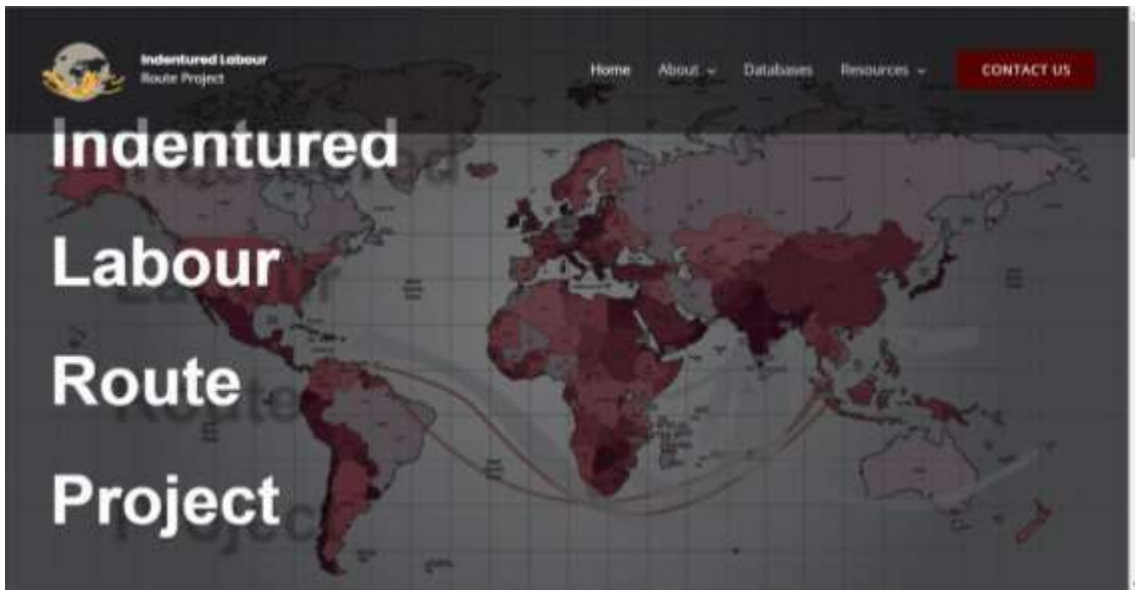 Indentured Labour
Route Project
Home About Databases Resources CONTACT US
Indentured
Labour
Route
Project